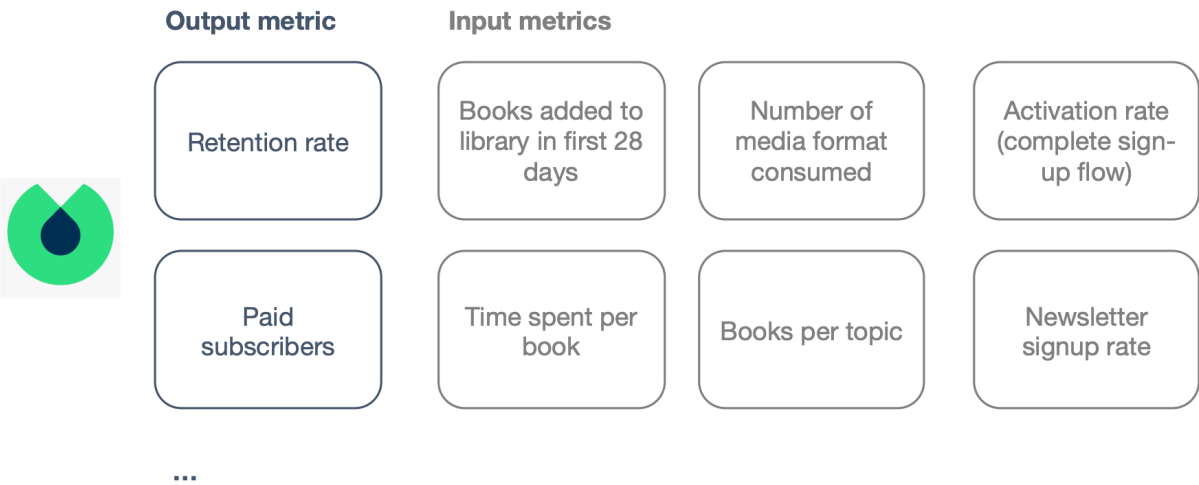 Output metric
Input metrics
Retention rate
Books added to
library in first 28
days
Number of
media format
consumed
Activation rate
(complete sign-
up flow)
Paid
subscribers
Time spent per
book
Books per topic
Newsletter
signup rate
...